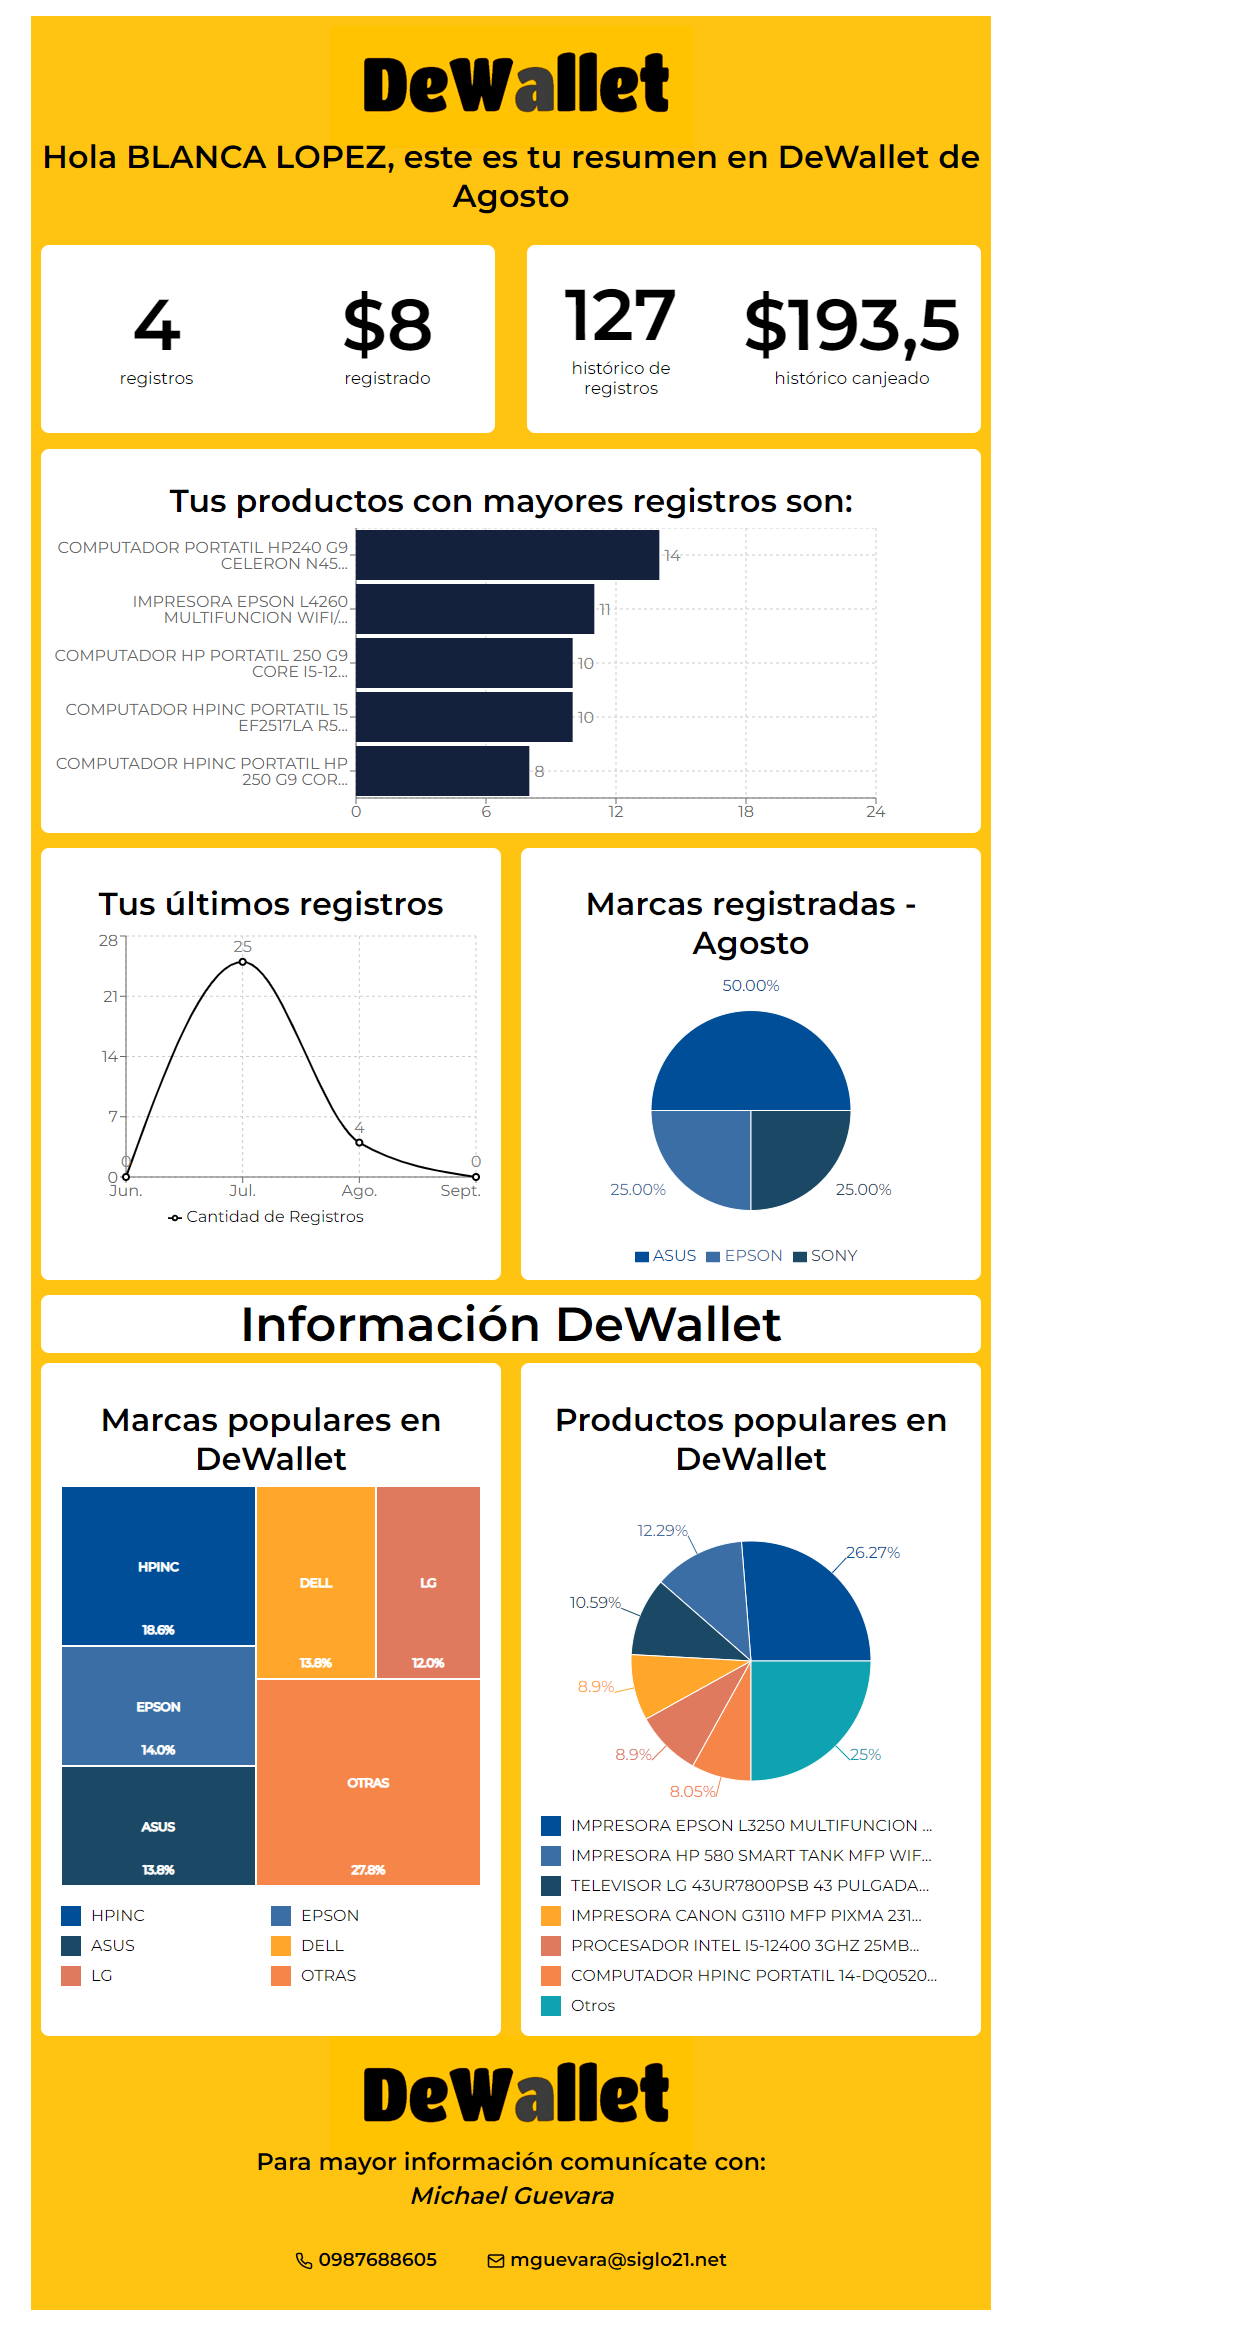 DeWallet
Hola BLANCA LOPEZ, este es tu resumen en DeWallet de
Agosto
4
registros
$8
registrado
127
histórico de
registros
$193,5
histórico canjeado
Tus productos con mayores registros son:
COMPUTADOR PORTATIL HP240 G9
CELERON N45...
14
IMPRESORA EPSON L4260
MULTIFUNCION WIFI/...
11
COMPUTADOR HP PORTATIL 250 G9
CORE I5-12...
10
COMPUTADOR HPINC PORTATIL 15
EF2517LA R5...
10
COMPUTADOR HPINC PORTATIL HP
250 G9 COR...
8
0 6 12 18 24
Tus últimos registros
28
25
21
14
7
4
0
0
0
Jun. Jul. Ago. Sept.
Cantidad de Registros
Marcas registradas -
Agosto
50.00%
25.00%
25.00%
ASUS EPSON SONY
Información DeWallet
Marcas populares en
DeWallet
HPINC
18.6%
DELL
13.8%
LG
12.0%
EPSON
14.0%
ASUS
13.8%
OTRAS
27.8%
HPINC
EPSON
ASUS
DELL
LG
OTRAS
Productos populares en
DeWallet
12.29%
26.27%
10.59%
8.9%
8.9%
8.05%
25%
IMPRESORA EPSON L3250 MULTIFUNCION ...
IMPRESORA HP 580 SMART TANK MFP WIF...
TELEVISOR LG 43UR7800PSB 43 PULGADA...
IMPRESORA CANON G3110 MFP PIXMA 231...
PROCESADOR INTEL I5-12400 3GHZ 25MB...
COMPUTADOR HPINC PORTATIL 14-DQ0520...
Otros
DeWallet
Para mayor información comunícate con:
Michael Guevara
0987688605
mguevara@siglo21.net